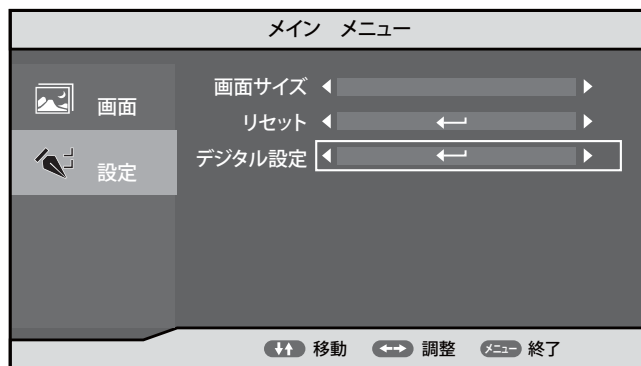 メイン　メニュー
画面
設定
画面サイズ
リセット
デジタル設定
移動　調整　メニュー 終了